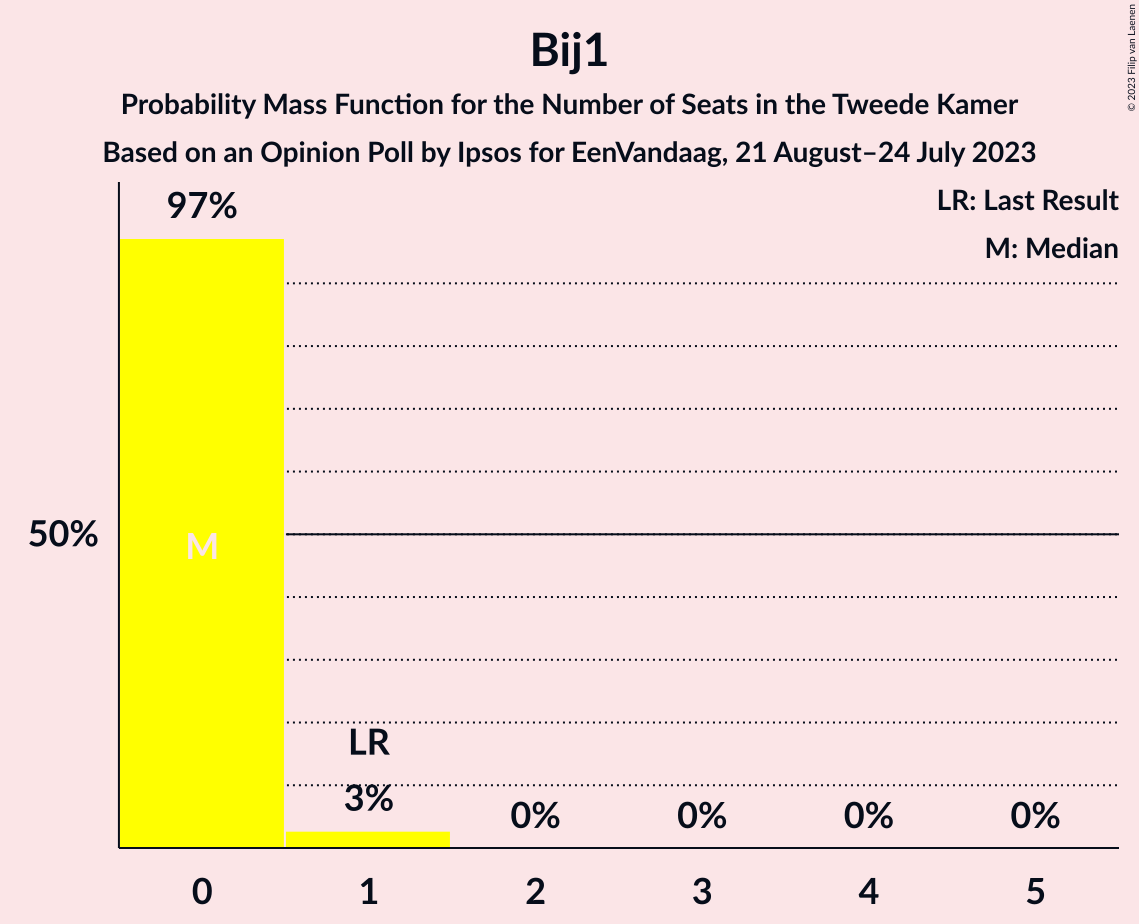 Bij1
Probability Mass Function for the Number of Seats in the Tweede Kamer
Based on an Opinion Poll by Ipsos for EenVandaag, 21 August–24 July 2023
© 2023 Filip van Laenen
LR: Last Result
M: Median
97%
50%
M
LR
3%
0%
0%
0%
0%
0
1
2
3
4
5